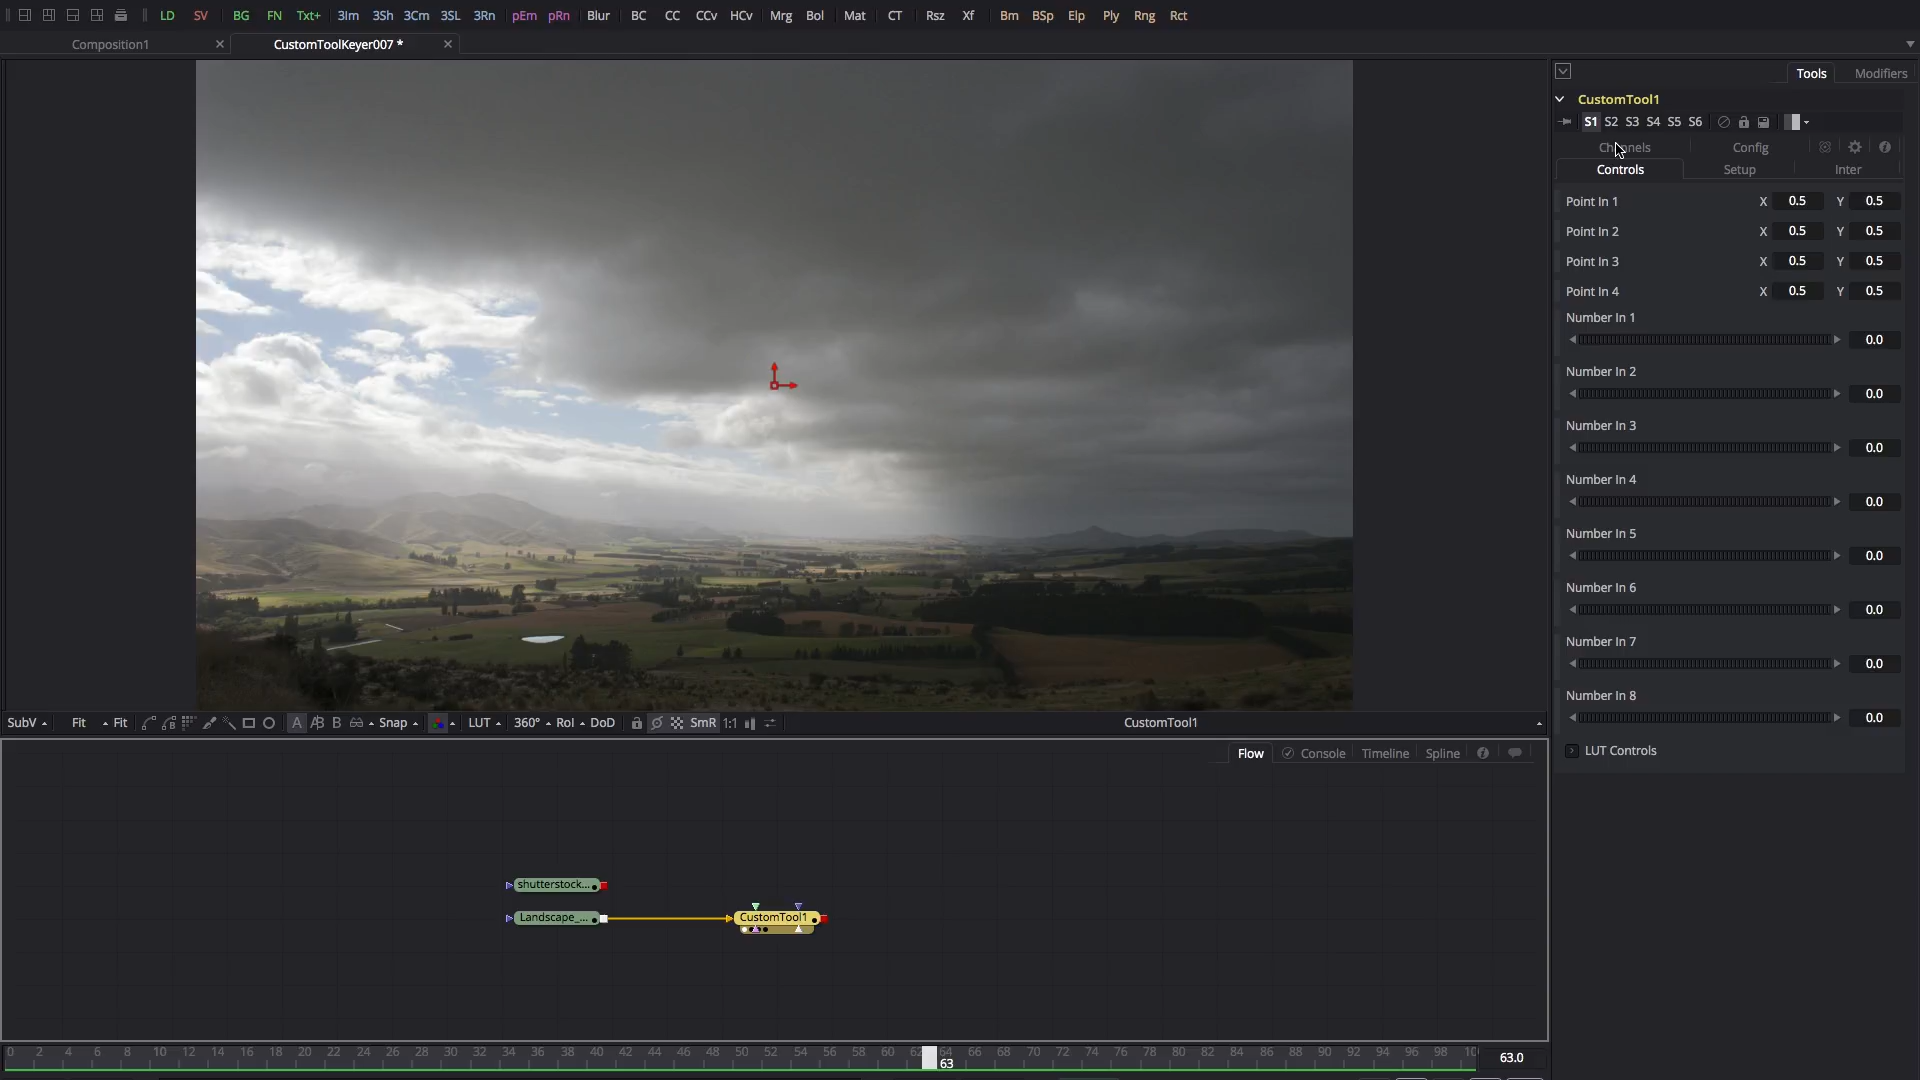 LD SV BG FN Txt+ 3Im 3Sh 3Cm 3SL 3Rn pEm pRn Blur BC CC CCv HCv Mrg Bol Mat CT Rsz Xf Bm BSp Elp Ply Rng Rct
Composition1 CustomToolKeyer007 *
Tools Modifiers
CustomTool1
S1 S2 S3 S4 S5 S6
Channels Config
Controls Setup Inter
Point In 1 X 0.5 Y 0.5
Point In 2 X 0.5 Y 0.5
Point In 3 X 0.5 Y 0.5
Point In 4 X 0.5 Y 0.5
Number In 1
0.0
Number In 2
0.0
Number In 3
0.0
Number In 4
0.0
Number In 5
0.0
Number In 6
0.0
Number In 7
0.0
Number In 8
0.0
LUT Controls
SubV Fit Fit A B Snap LUT 360° RoI DoD SmR 1:1 CustomTool1
Flow Console Timeline Spline
shutterstock...
Landscape_... CustomTool1
0 2 4 6 8 10 12 14 16 18 20 22 24 26 28 30 32 34 36 38 40 42 44 46 48 50 52 54 56 58 60 62 64 66 68 70 72 74 76 78 80 82 84 86 88 90 92 94 96 98 63.0
63